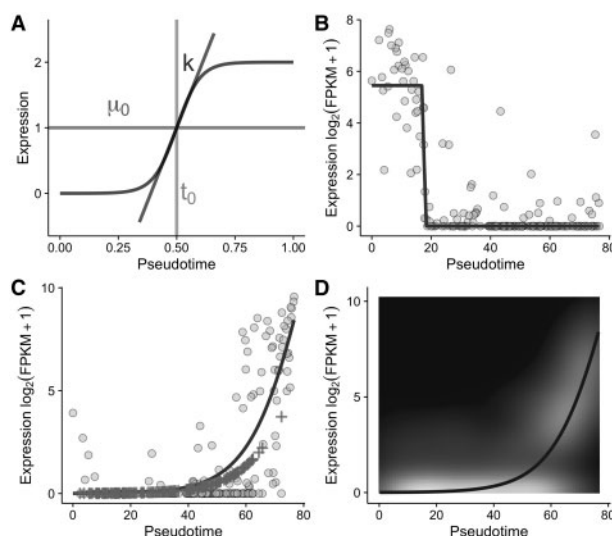 A
Expression
2
1
0
μ0
k
t0
0.00 0.25 0.50 0.75 1.00
Pseudotime
B
Expression log2(FPKM+1)
8
6
4
2
0
0 20 40 60 80
Pseudotime
C
Expression log2(FPKM+1)
10
5
0
0 20 40 60 80
Pseudotime
D
Expression log2(FPKM+1)
10
5
0
0 20 40 60 80
Pseudotime